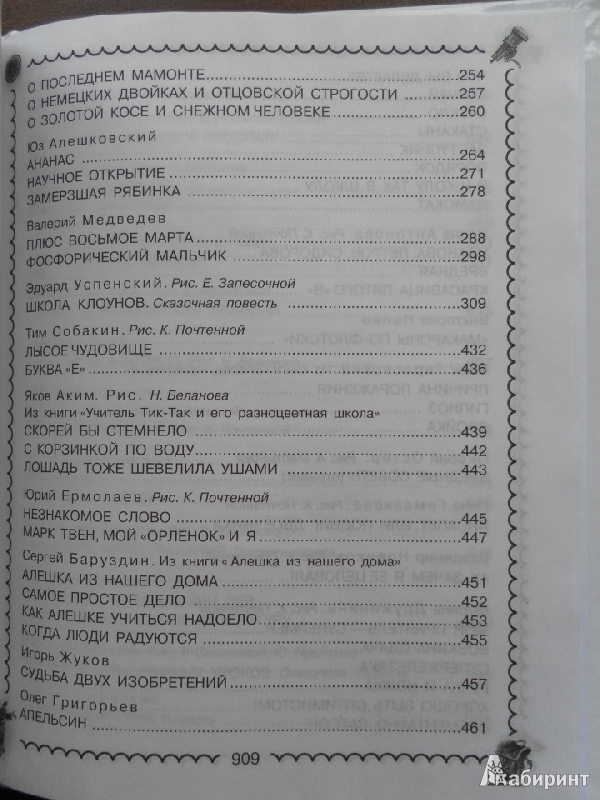 О ПОСЛЕДНЕМ МАМОНТЕ 254
О НЕМЕЦКИХ ДВОЙКАХ И ОТЦОВСКОЙ СТРОГОСТИ 257
О ЗОЛОТОЙ КОСЕ И СНЕЖНОМ ЧЕЛОВЕКЕ 260
Юз Алешковский
АНАНАС 264
НАУЧНОЕ ОТКРЫТИЕ 271
ЗАМЕРЗШАЯ РЯБИНКА 278
Валерий Медведев
ПЛЮС ВОСЬМОЕ МАРТА 288
ФОСФОРИЧЕСКИЙ МАЛЬЧИК 298
Эдуард Успенский. Рис. Е. Запесочной
ШКОЛА КЛОУНОВ. Сказочная повесть 309
Тим Собакин. Рис. К. Почтенной
ЛЫСОЕ ЧУДОВИЩЕ 432
БУКВА «Е» 436
Яков Аким. Рис. Н. Беланова
Из книги «Учитель Тик-Так и его разноцветная школа»
СКОРЕЙ БЫ СТЕМНЕЛО 439
С КОРЗИНКОЙ ПО ВОДУ 442
ЛОШАДЬ ТОЖЕ ШЕВЕЛИЛА УШАМИ 443
Юрий Ермолаев. Рис. К. Почтенной
НЕЗНАКОМОЕ СЛОВО 445
МАРК ТВЕН, МОЙ «ОРЛЕНОК» И Я 447
Сергей Баруздин. Из книги «Алешка из нашего дома»
АЛЕШКА ИЗ НАШЕГО ДОМА 451
САМОЕ ПРОСТОЕ ДЕЛО 452
КАК АЛЕШКЕ УЧИТЬСЯ НАДОЕЛО 453
КОГДА ЛЮДИ РАДУЮТСЯ 455
Игорь Жуков
СУДЬБА ДВУХ ИЗОБРЕТЕНИЙ 457
Олег Григорьев
АПЕЛЬСИН 461
909
Лабиринт